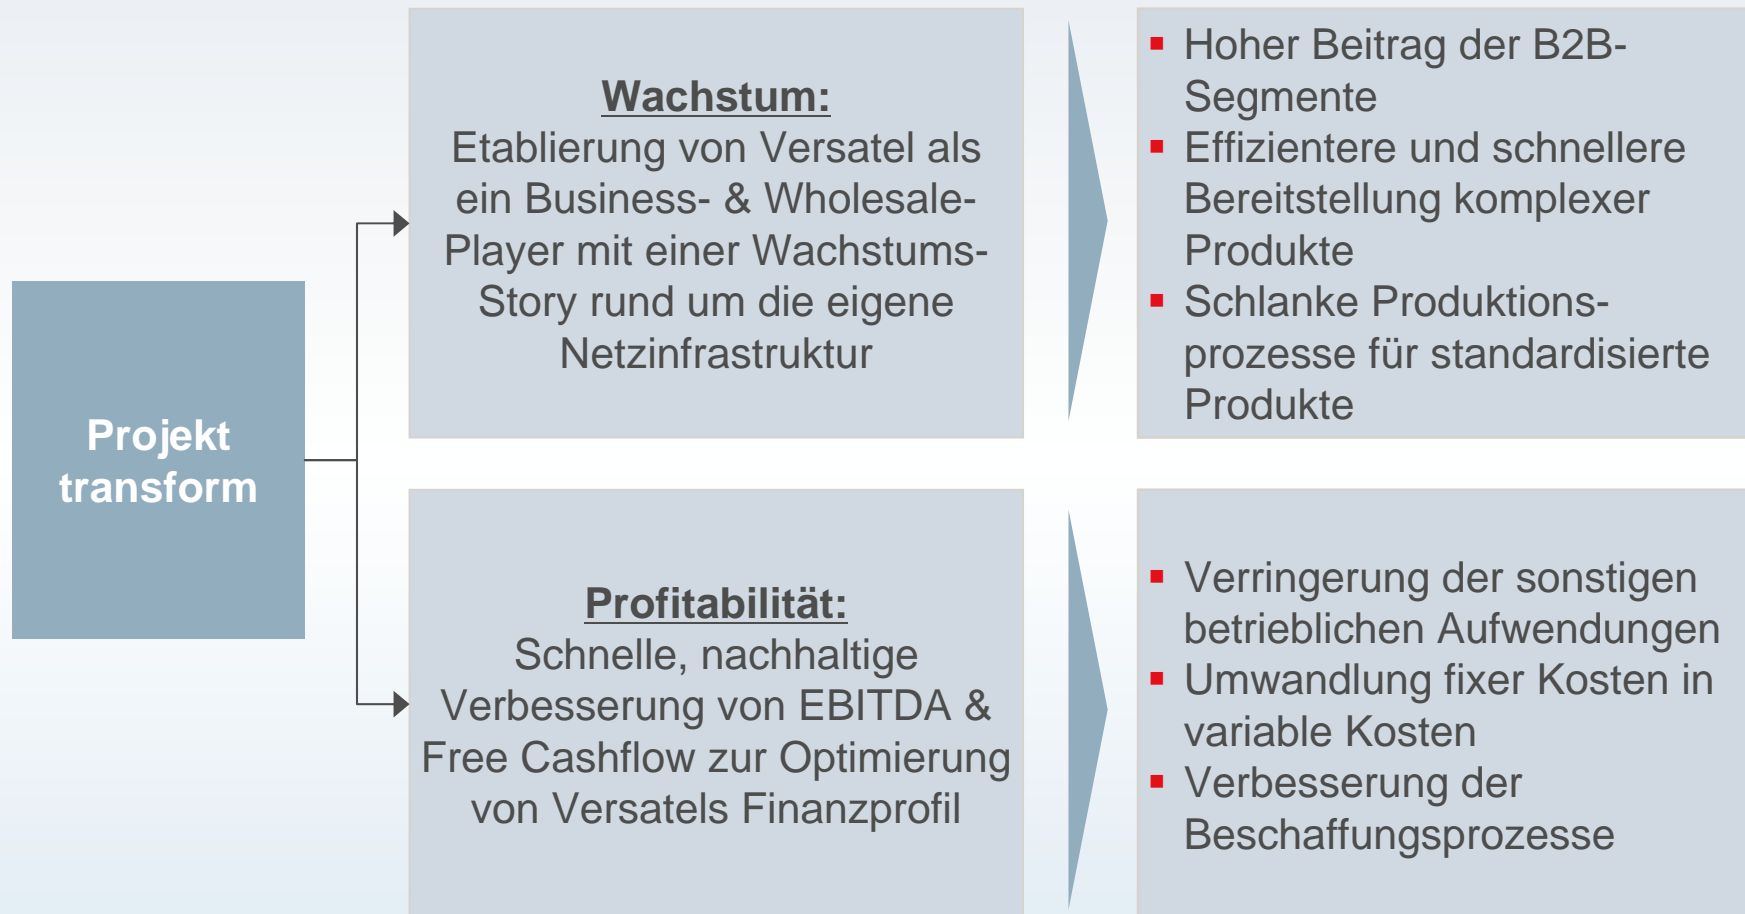 Projekt
transform
Wachstum:
Etablierung von Versatel als
ein Business- & Wholesale-
Player mit einer Wachstums-
Story rund um die eigene
Netzinfrastruktur
Hoher Beitrag der B2B-
Segmente
Effizientere und schnellere
Bereitstellung komplexer
Produkte
Schlanke Produktions-
prozesse für standardisierte
Produkte
Profitabilität:
Schnelle, nachhaltige
Verbesserung von EBITDA &
Free Cashflow zur Optimierung
von Versatels Finanzprofil
Verringerung der sonstigen
betrieblichen Aufwendungen
Umwandlung fixer Kosten in
variable Kosten
Verbesserung der
Beschaffungsprozesse